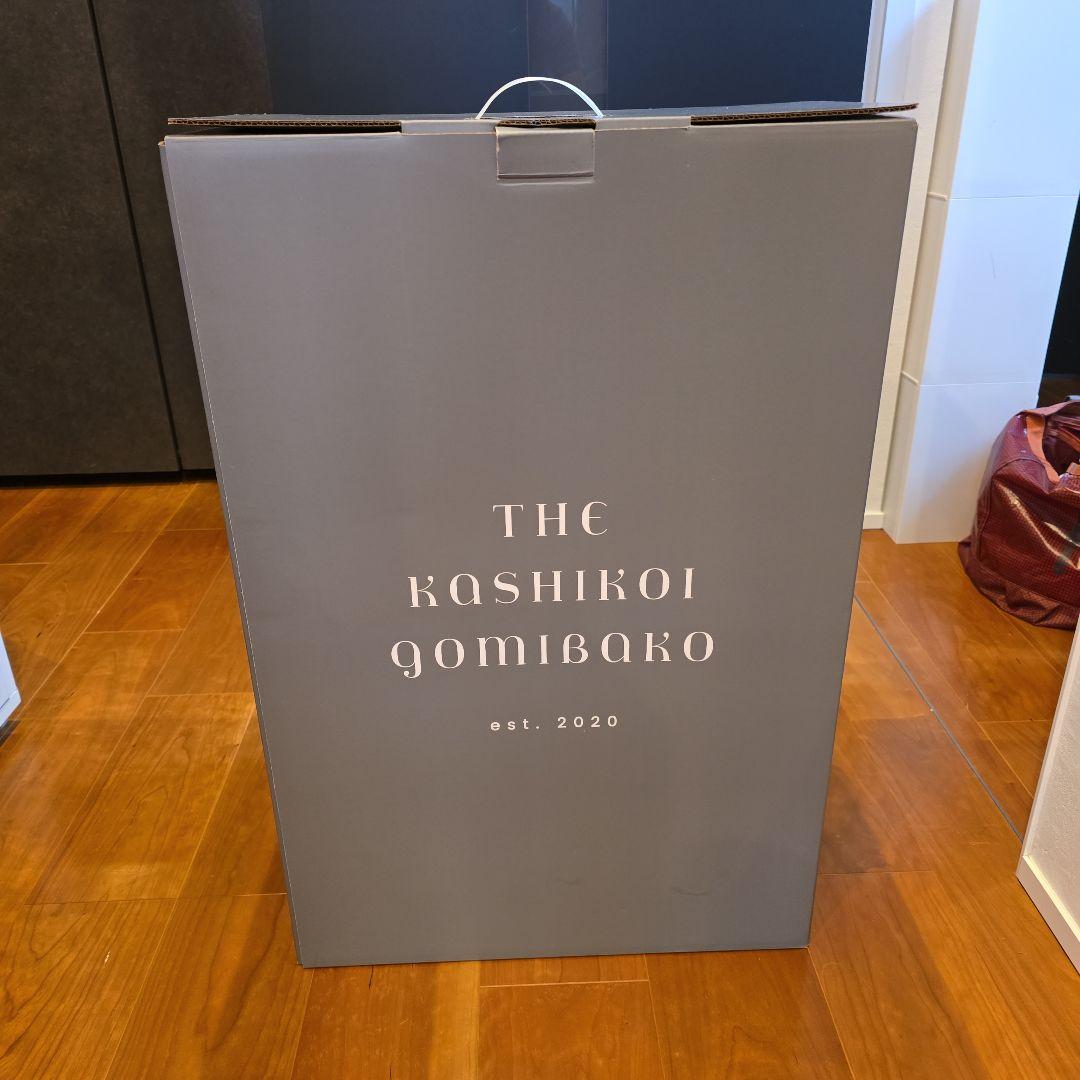 THE
KASHIKOI
GOMIBAKO
est. 2020